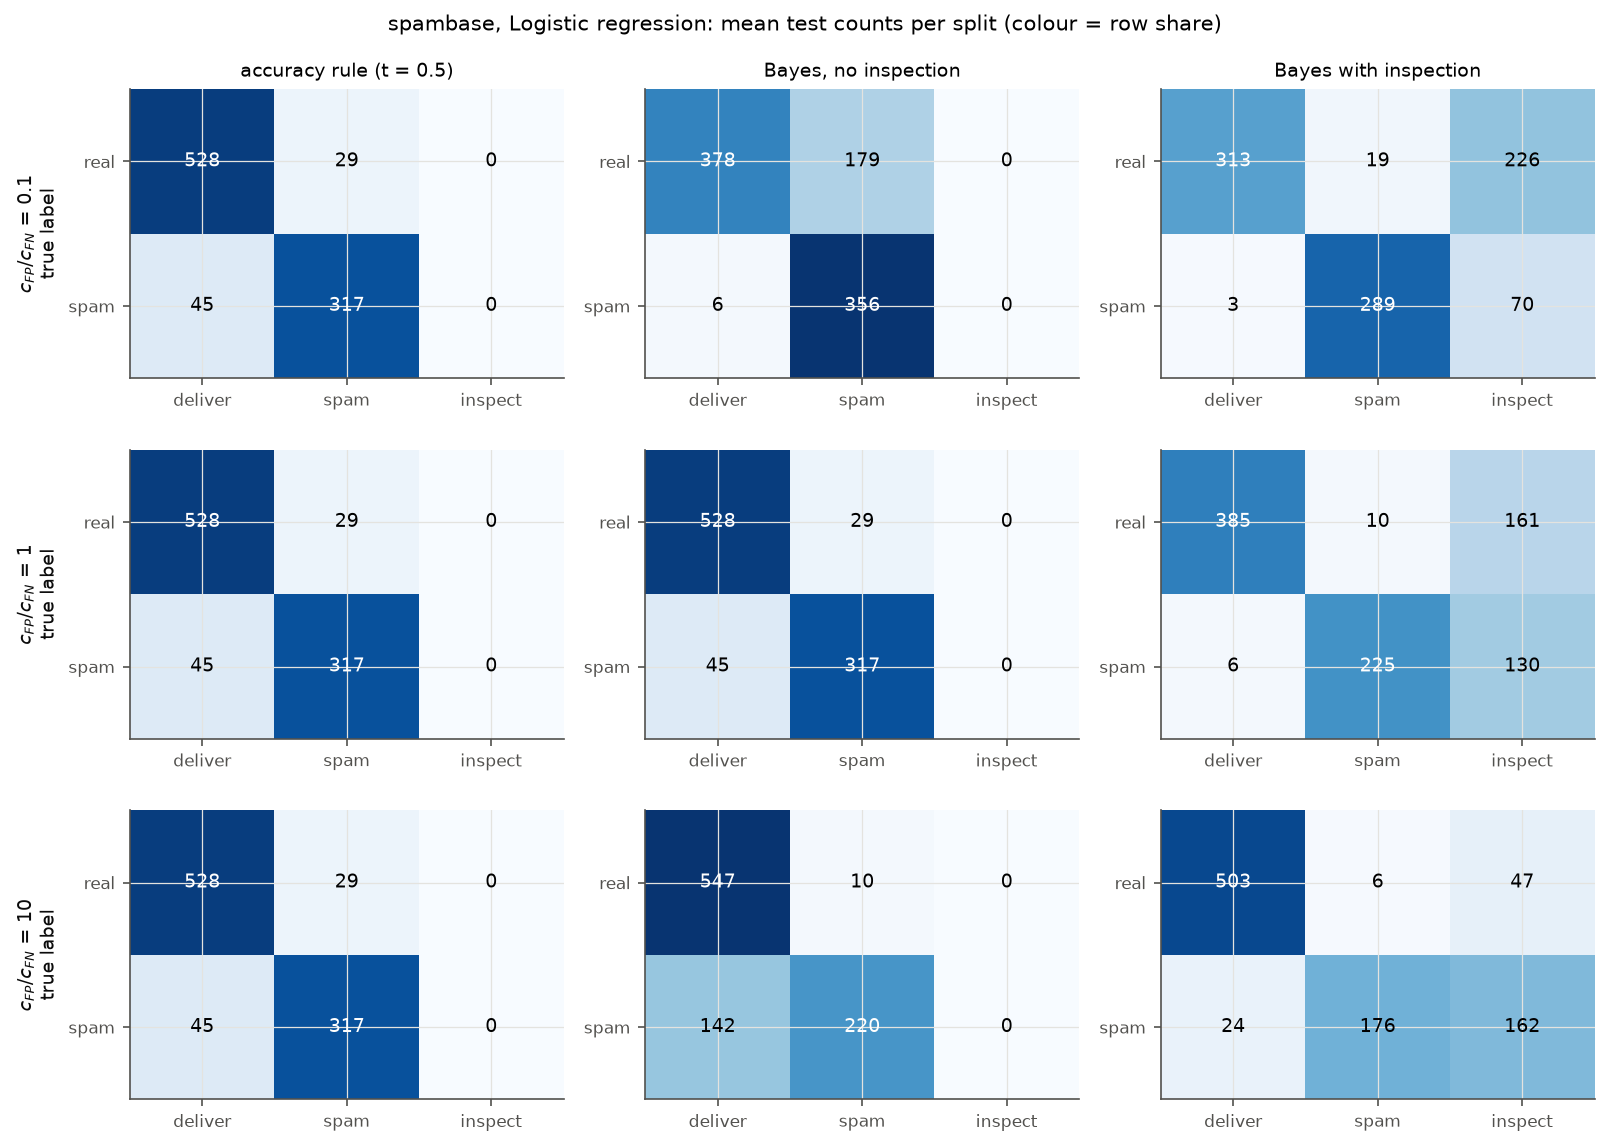 spambase, Logistic regression: mean test counts per split (colour = row share)
accuracy rule (t = 0.5)
Bayes, no inspection
Bayes with inspection
c_FP/c_FN = 0.1
true label
real
528
29
0
spam
45
317
0
deliver
spam
inspect
real
378
179
0
spam
6
356
0
deliver
spam
inspect
real
313
19
226
spam
3
289
70
deliver
spam
inspect
c_FP/c_FN = 1
true label
real
528
29
0
spam
45
317
0
deliver
spam
inspect
real
528
29
0
spam
45
317
0
deliver
spam
inspect
real
385
10
161
spam
6
225
130
deliver
spam
inspect
c_FP/c_FN = 10
true label
real
528
29
0
spam
45
317
0
deliver
spam
inspect
real
547
10
0
spam
142
220
0
deliver
spam
inspect
real
503
6
47
spam
24
176
162
deliver
spam
inspect